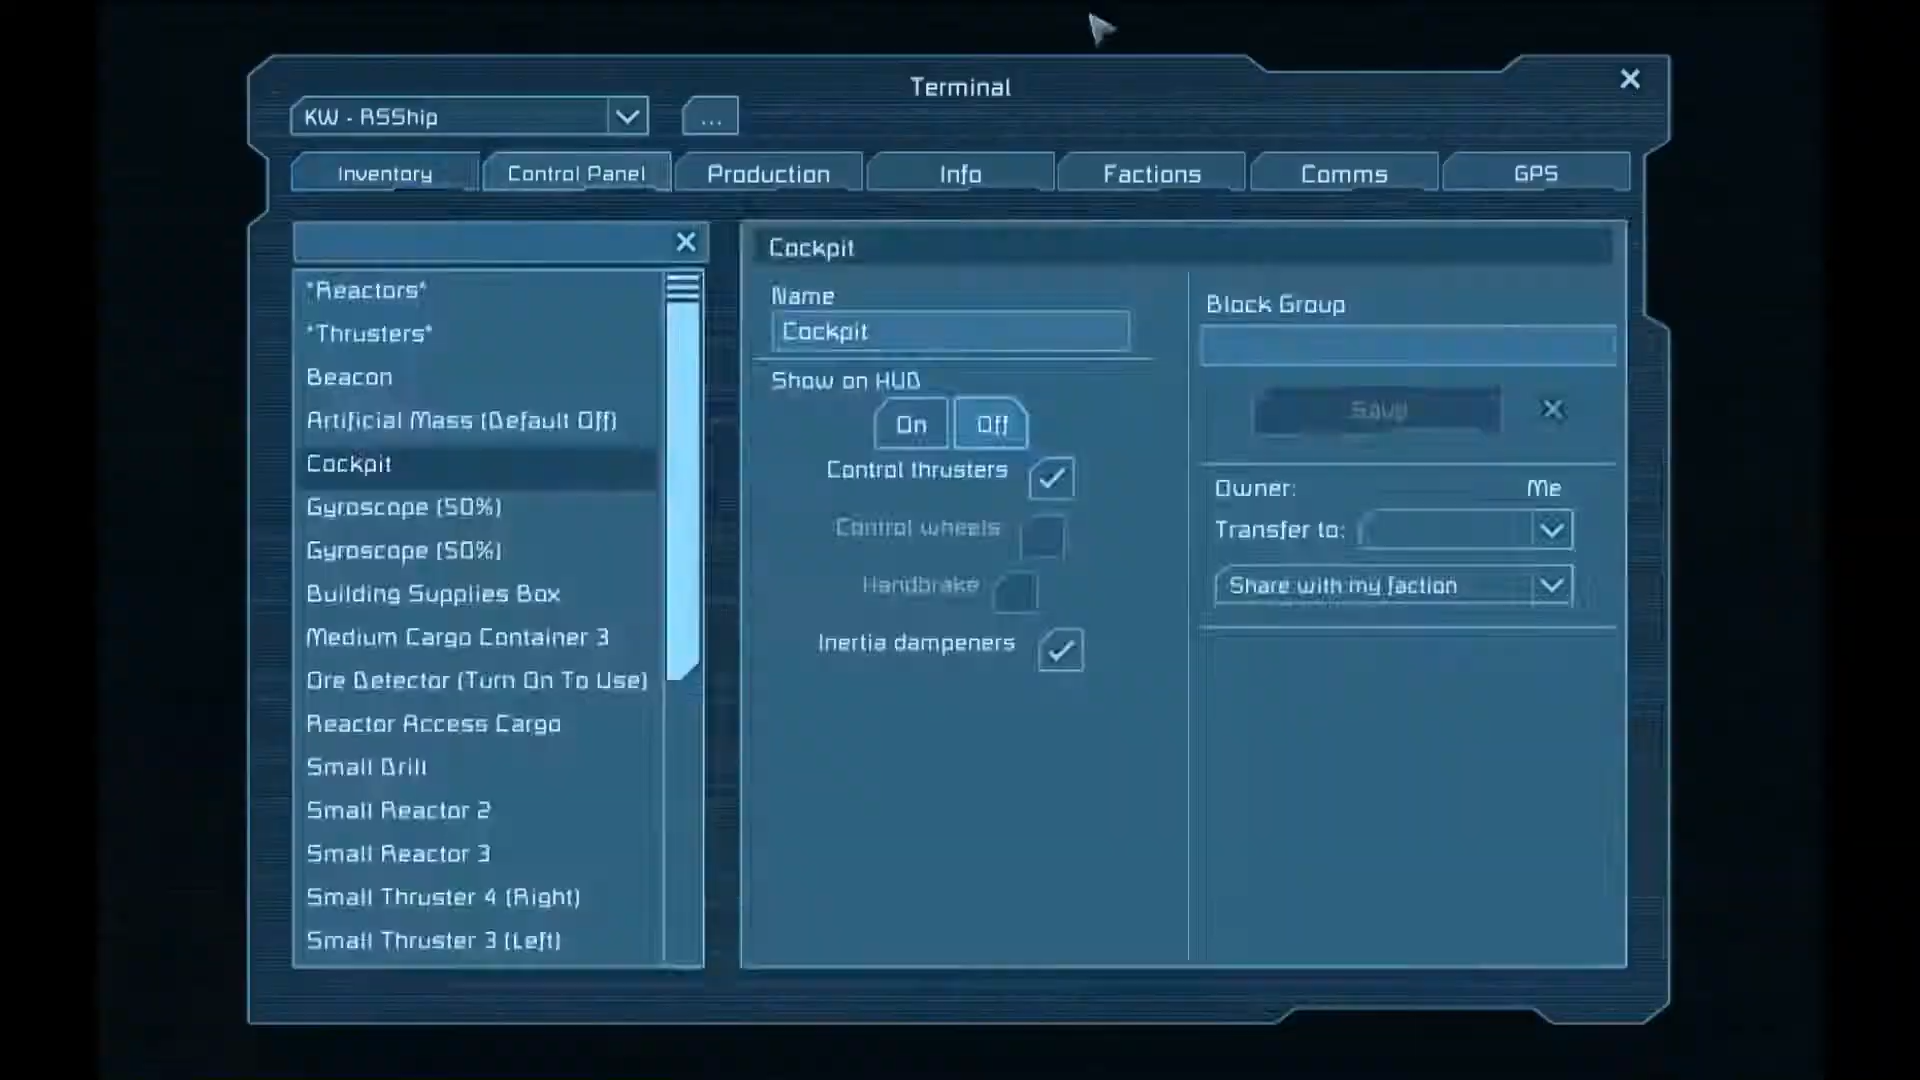 Terminal
KW - RSShip
...
Inventory
Control Panel
Production
Info
Factions
Comms
GPS
*Reactors*
*Thrusters*
Beacon
Artificial Mass (Default Off)
Cockpit
Gyroscope (50%)
Gyroscope (50%)
Building Supplies Box
Medium Cargo Container 3
Ore Detector (Turn On To Use)
Reactor Access Cargo
Small Drill
Small Reactor 2
Small Reactor 3
Small Thruster 4 (Right)
Small Thruster 3 (Left)
Cockpit
Name
Cockpit
Show on HUD
On
Off
Control thrusters
Control wheels
Handbrake
Inertia dampeners
Block Group
Save
Owner:
Me
Transfer to:
Share with my faction